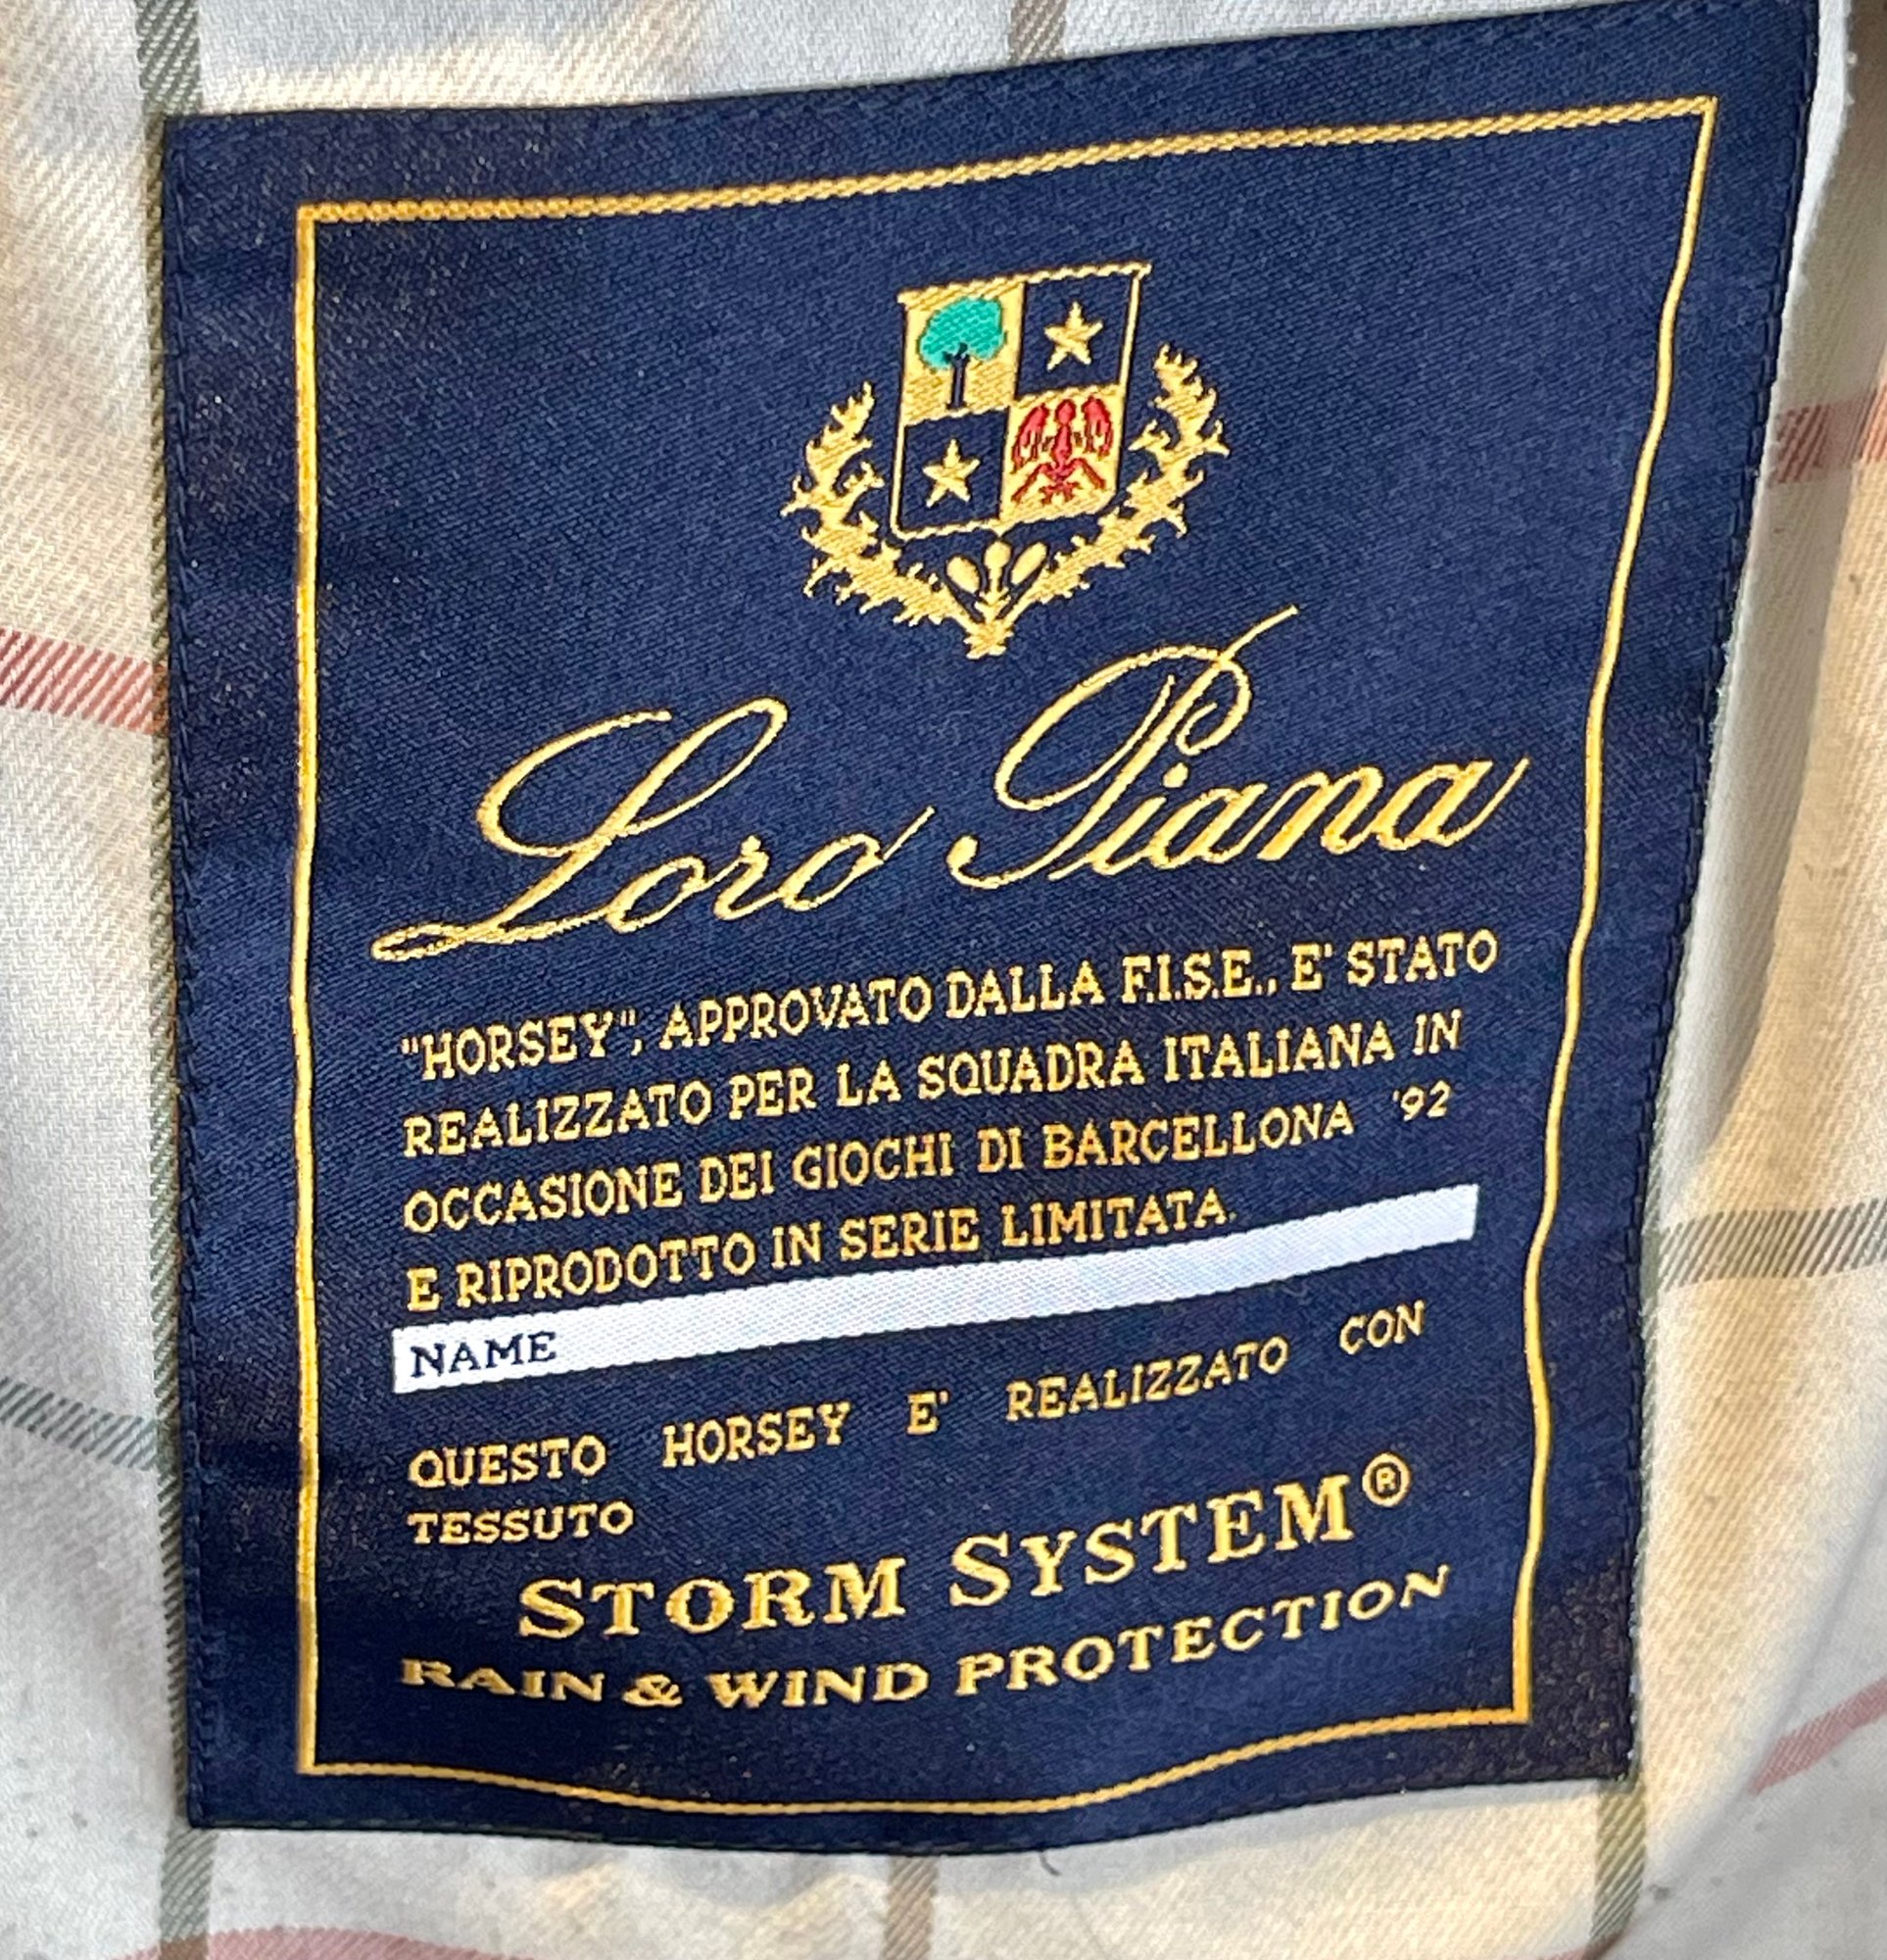 Loro Piana
"HORSEY", APPROVATO DALLA F.I.S.E., E' STATO
REALIZZATO PER LA SQUADRA ITALIANA IN
OCCASIONE DEI GIOCHI DI BARCELLONA '92
E RIPRODOTTO IN SERIE LIMITATA.
NAME
QUESTO HORSEY E' REALIZZATO CON
TESSUTO
STORM SYSTEM®
RAIN & WIND PROTECTION